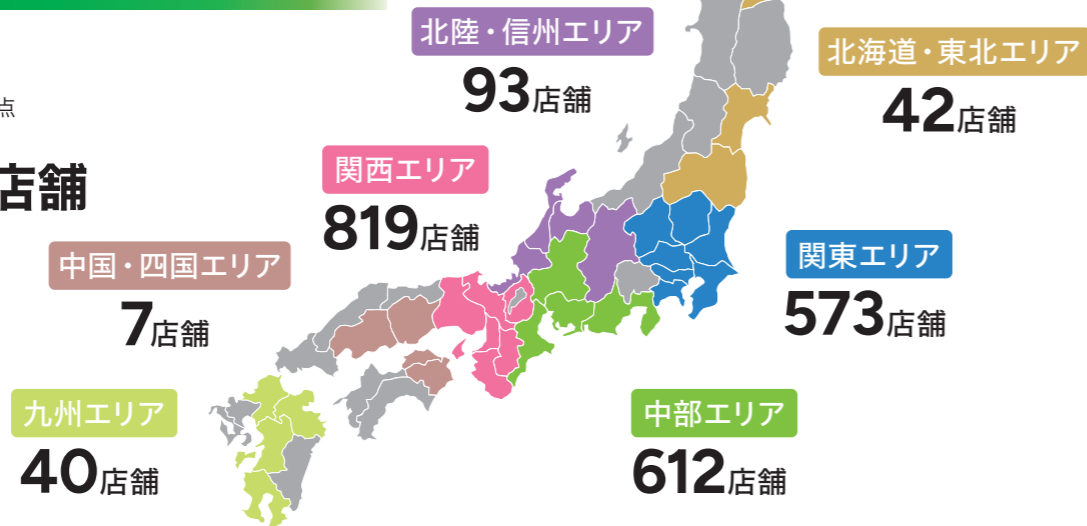 点
店舗
北陸・信州エリア
93店舗
北海道・東北エリア
42店舗
関西エリア
819店舗
中国・四国エリア
7店舗
関東エリア
573店舗
九州エリア
40店舗
中部エリア
612店舗